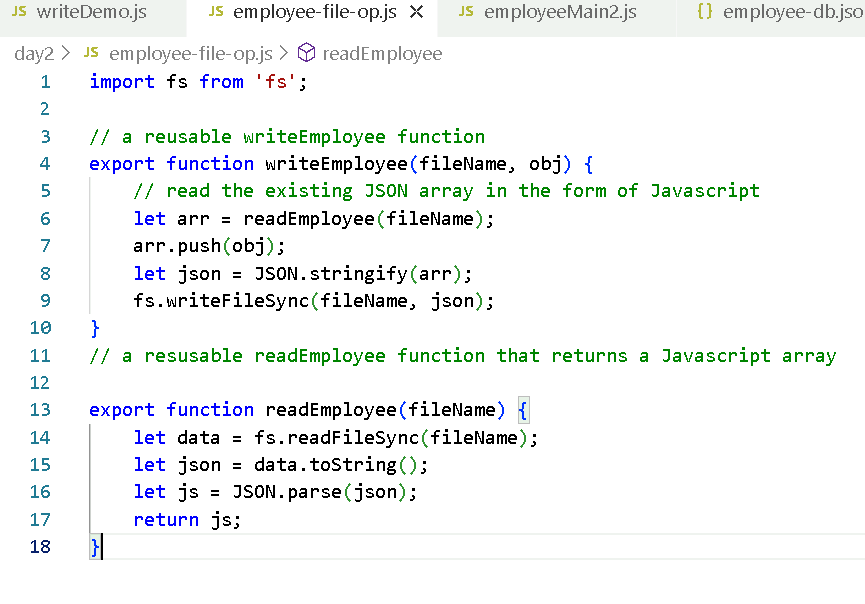 JS writeDemo.js JS employee-file-op.js JS employeeMain2.js {} employee-db.jso
day2 > JS employee-file-op.js > readEmployee
1 import fs from 'fs';
2
3 // a reusable writeEmployee function
4 export function writeEmployee(fileName, obj) {
5 // read the existing JSON array in the form of Javascript
6 let arr = readEmployee(fileName);
7 arr.push(obj);
8 let json = JSON.stringify(arr);
9 fs.writeFileSync(fileName, json);
10 }
11 // a resusable readEmployee function that returns a Javascript array
12
13 export function readEmployee(fileName) {
14 let data = fs.readFileSync(fileName);
15 let json = data.toString();
16 let js = JSON.parse(json);
17 return js;
18 }